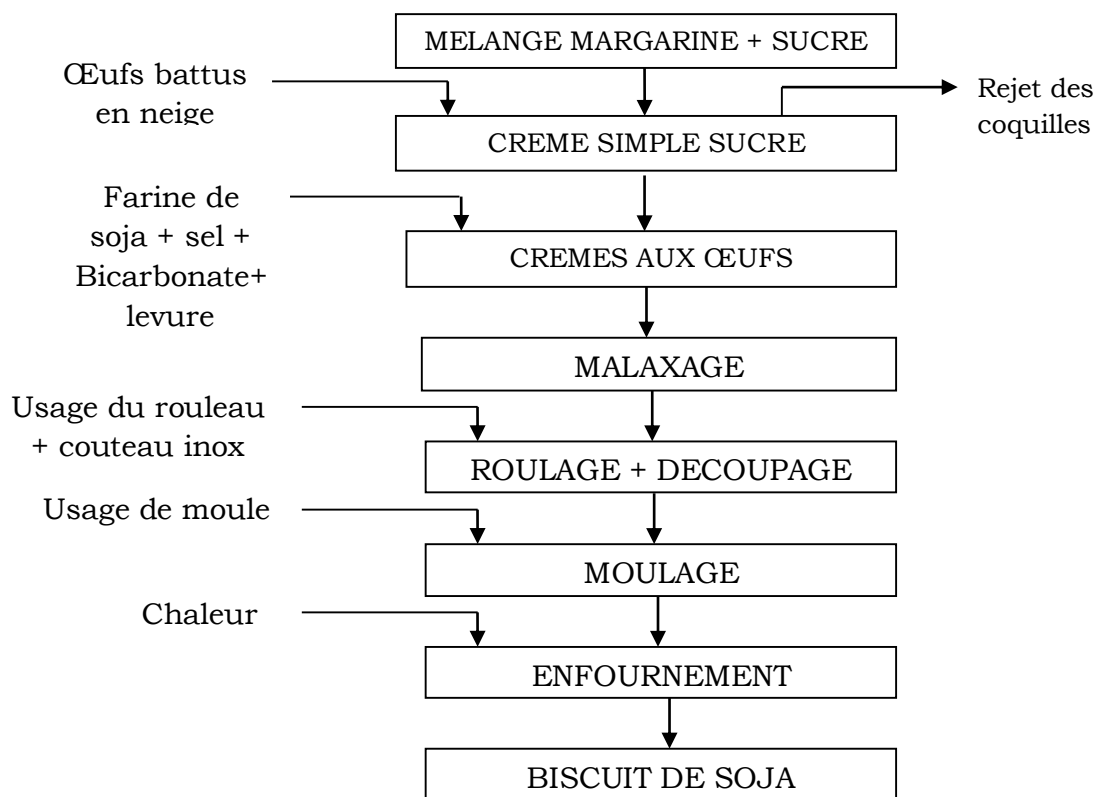 MELANGE MARGARINE + SUCRE
Œufs battus
en neige
Rejet des
coquilles
CREME SIMPLE SUCRE
Farine de
soja + sel +
Bicarbonate+
levure
CREMES AUX ŒUFS
MALAXAGE
Usage du rouleau
+ couteau inox
ROULAGE + DECOUPAGE
Usage de moule
MOULAGE
Chaleur
ENFOURNEMENT
BISCUIT DE SOJA